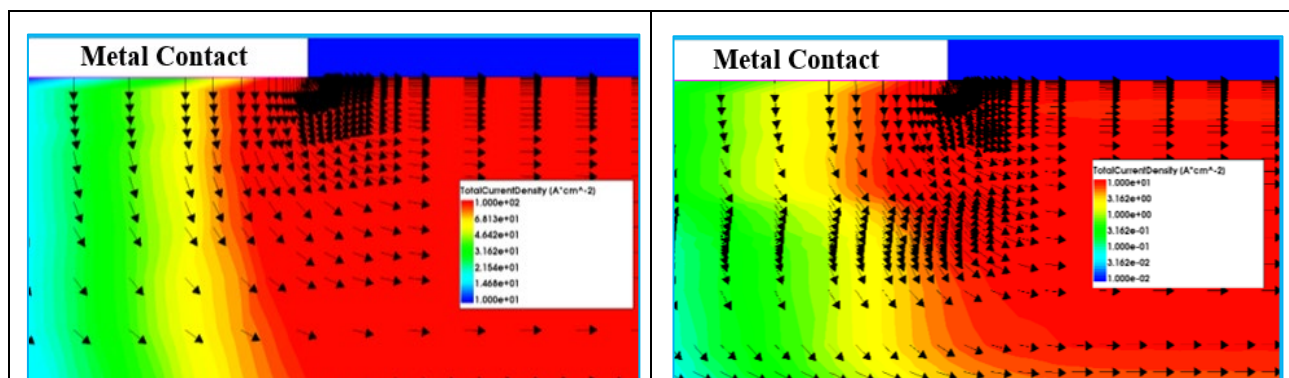 Metal Contact
TotalCurrentDensity (A*cm^-2)
1.000e+02
6.813e+01
4.642e+01
3.162e+01
2.154e+01
1.468e+01
1.000e+01
Metal Contact
TotalCurrentDensity (A*cm^-2)
1.000e+01
3.162e+00
1.000e+00
3.162e-01
1.000e-01
3.162e-02
1.000e-02